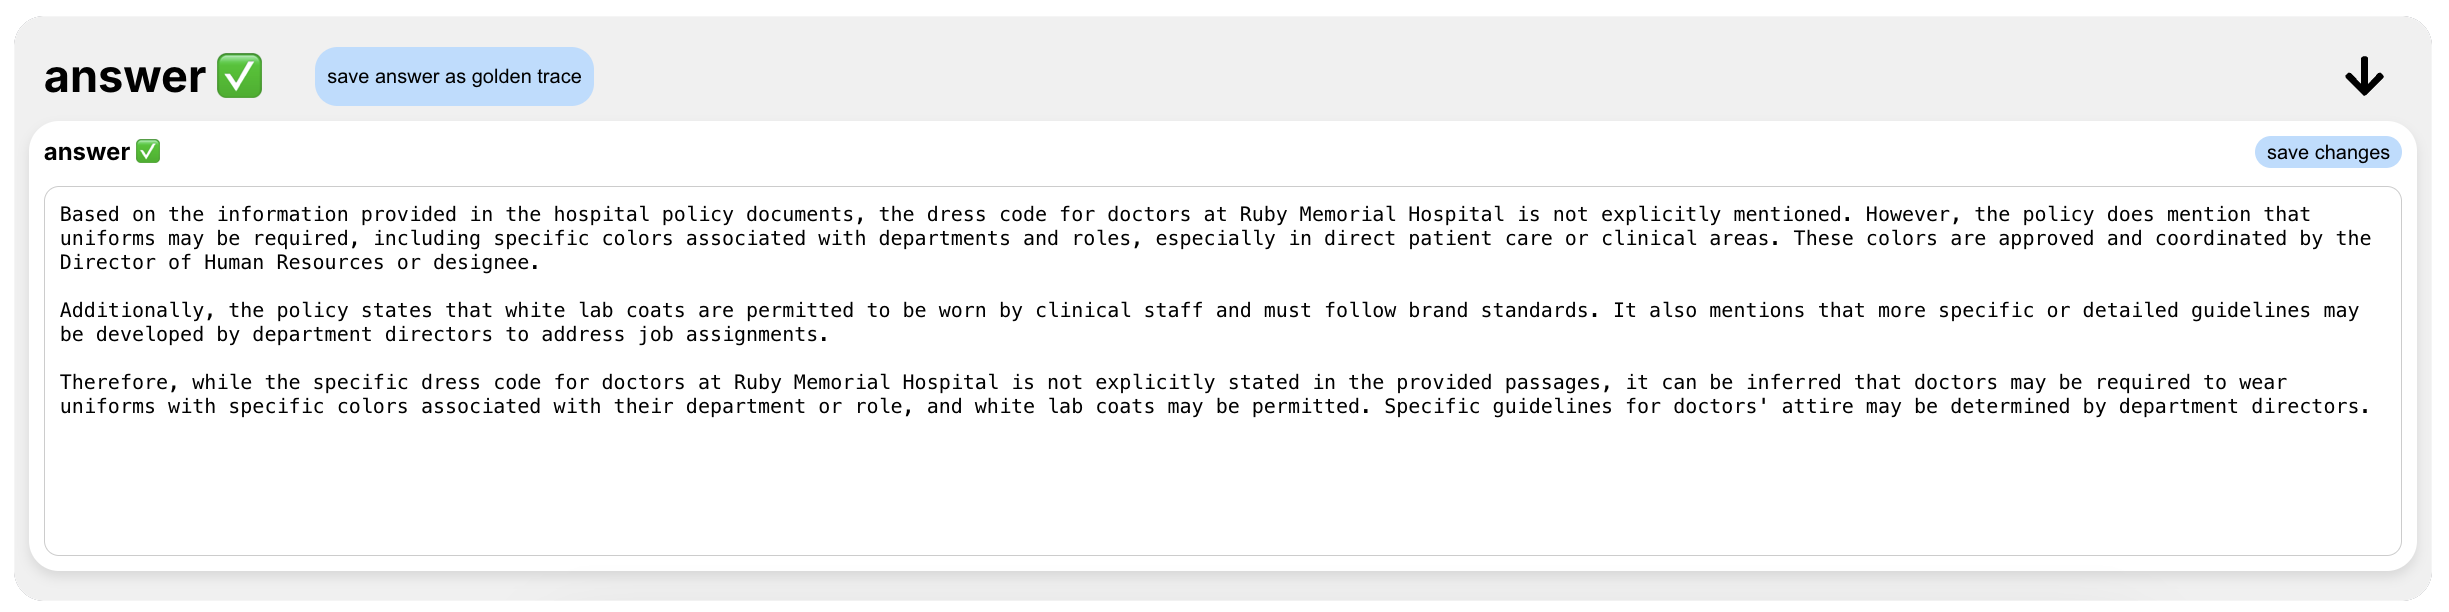 answer ✅ save answer as golden trace
answer ✅ save changes
Based on the information provided in the hospital policy documents, the dress code for doctors at Ruby Memorial Hospital is not explicitly mentioned. However, the policy does mention that
uniforms may be required, including specific colors associated with departments and roles, especially in direct patient care or clinical areas. These colors are approved and coordinated by the
Director of Human Resources or designee.
Additionally, the policy states that white lab coats are permitted to be worn by clinical staff and must follow brand standards. It also mentions that more specific or detailed guidelines may
be developed by department directors to address job assignments.
Therefore, while the specific dress code for doctors at Ruby Memorial Hospital is not explicitly stated in the provided passages, it can be inferred that doctors may be required to wear
uniforms with specific colors associated with their department or role, and white lab coats may be permitted. Specific guidelines for doctors' attire may be determined by department directors.